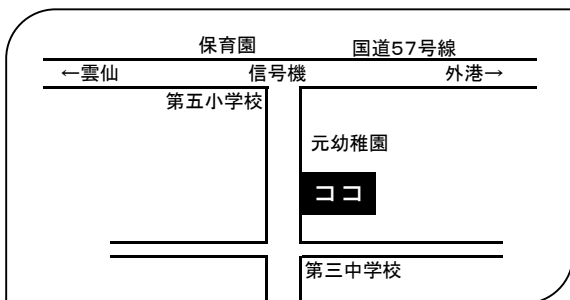 保育園 国道57号線
←雲仙 信号機 外港→
第五小学校
元幼稚園
ココ
第三中学校